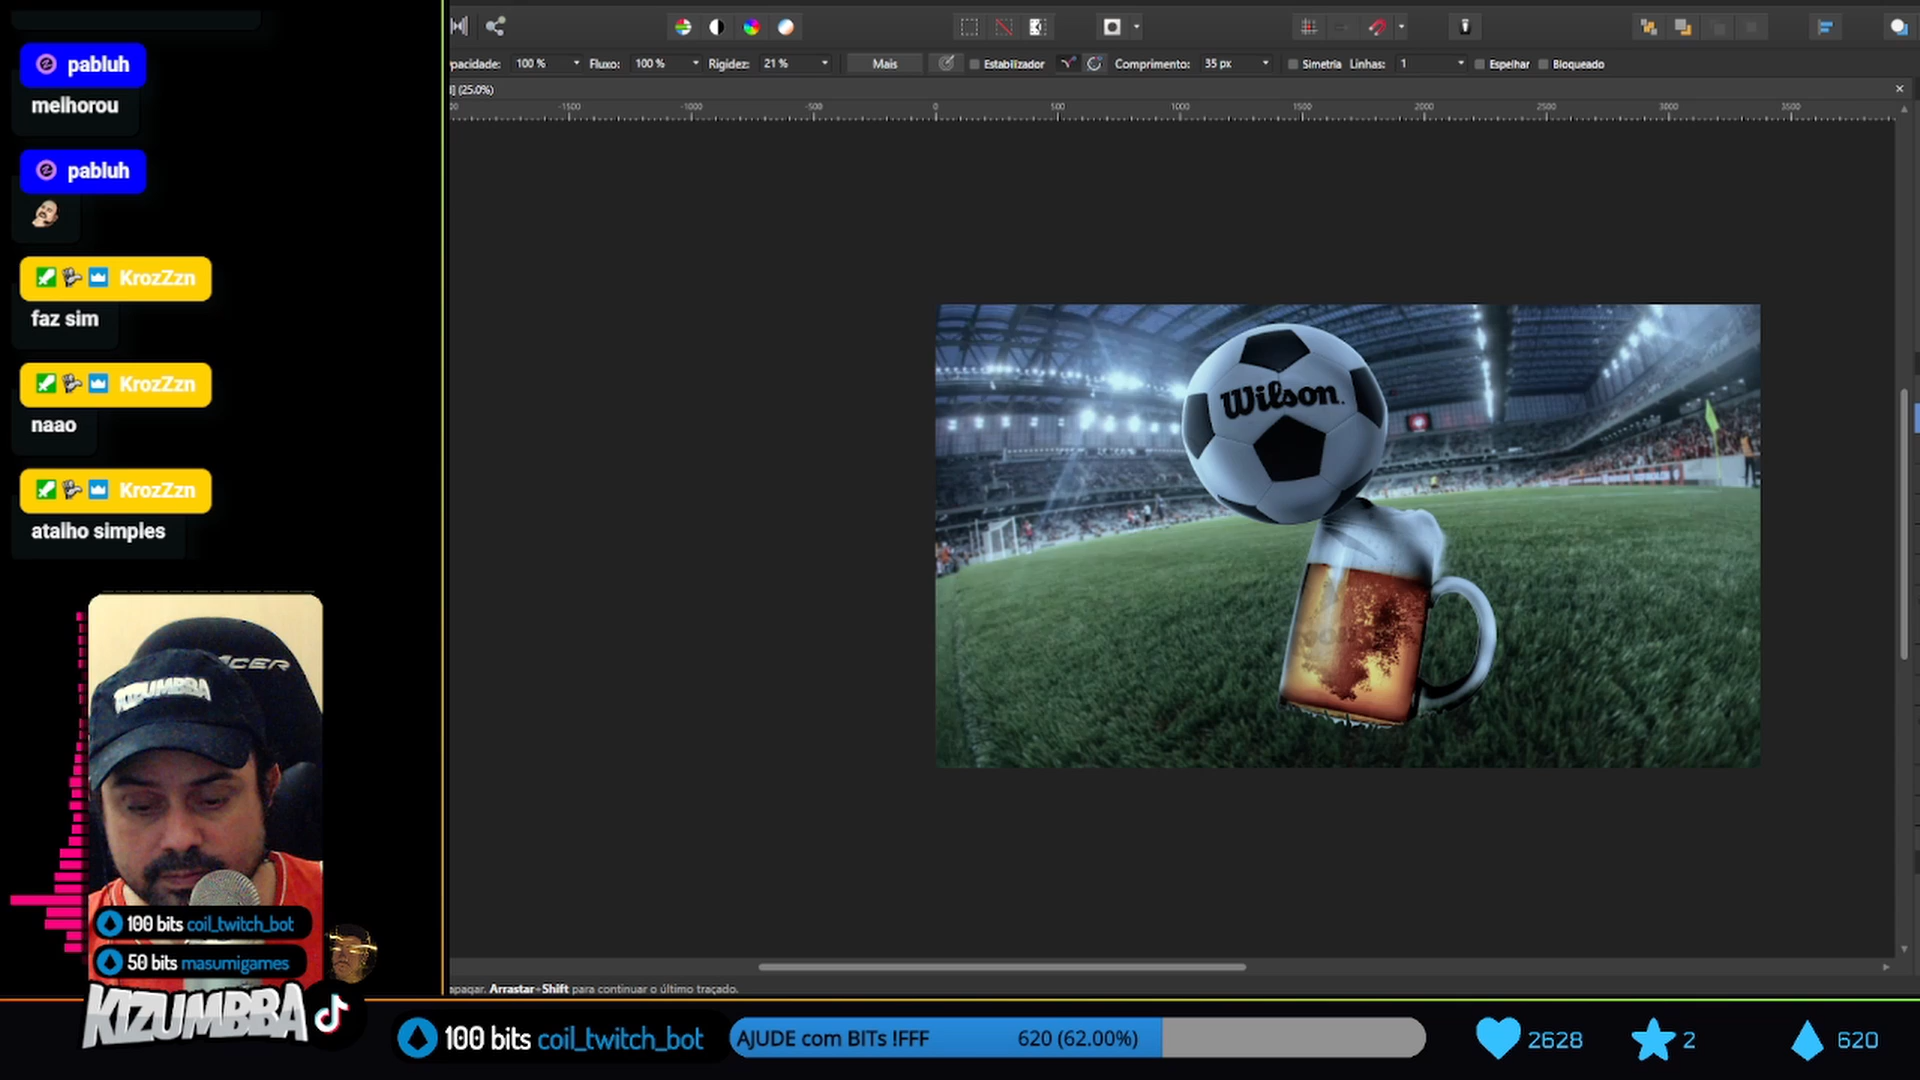 pabluh
melhorou
pabluh
KrozZzn
faz sim
KrozZzn
naao
KrozZzn
atalho simples
ACER
KIZUMBBA
100 bits coil_twitch_bot
50 bits masumigames
KIZUMBBA
pacidade: 100 % Fluxo: 100 % Rigidez: 21 % Mais Estabilizador Comprimento: 35 px Simetria Linhas: 1 Espelhar Bloqueado
(25.0%)
-1500 -1000 -500 0 500 1000 1500 2000 2500 3000 3500
Wilson.
apagar. Arrastar+Shift para continuar o último traçado.
100 bits coil_twitch_bot
AJUDE com BITs !FFF 620 (62.00%)
2628
2
620